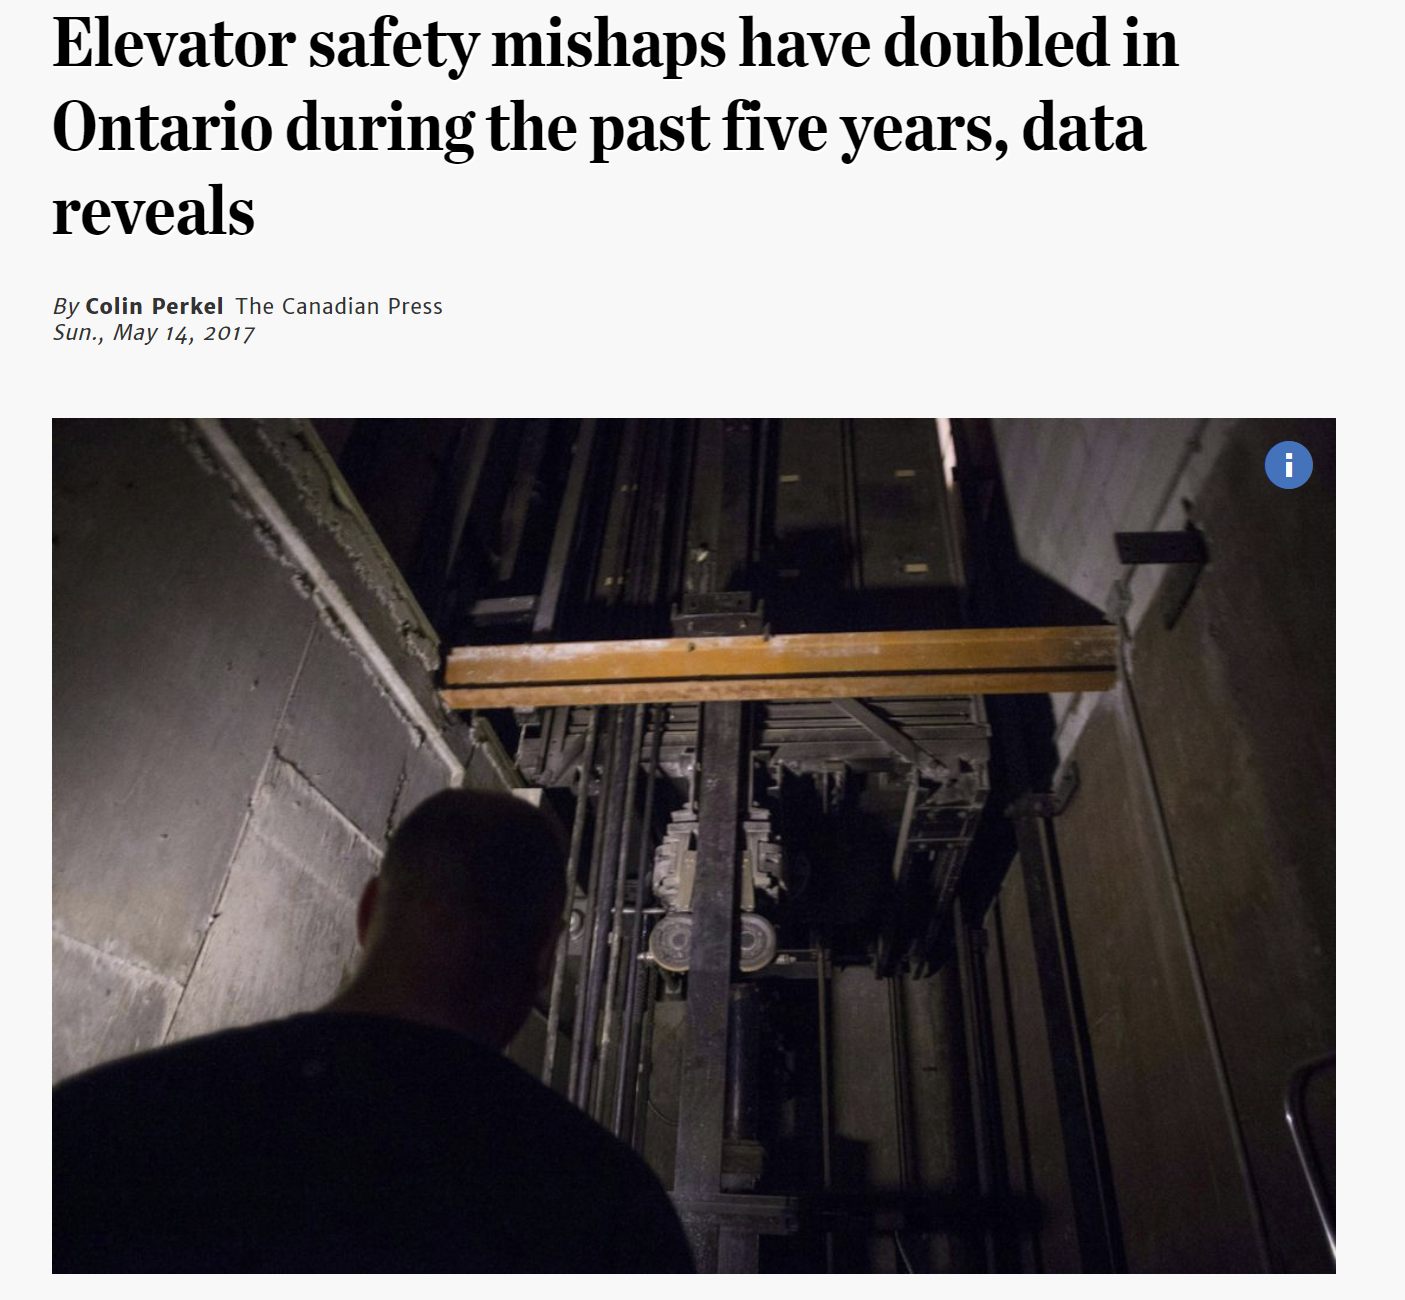 Elevator safety mishaps have doubled in
Ontario during the past five years, data
reveals
By Colin Perkel The Canadian Press
Sun., May 14, 2017
i